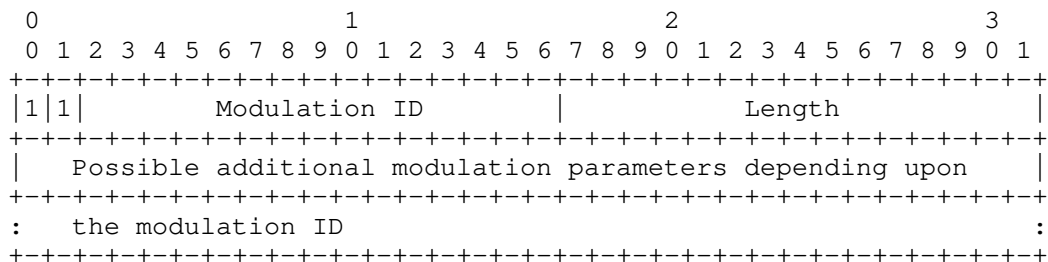 0                   1                   2                   3
 0 1 2 3 4 5 6 7 8 9 0 1 2 3 4 5 6 7 8 9 0 1 2 3 4 5 6 7 8 9 0 1
+-+-+-+-+-+-+-+-+-+-+-+-+-+-+-+-+-+-+-+-+-+-+-+-+-+-+-+-+-+-+-+-+
|1|1|        Modulation ID        |           Length            |
+-+-+-+-+-+-+-+-+-+-+-+-+-+-+-+-+-+-+-+-+-+-+-+-+-+-+-+-+-+-+-+-+
|   Possible additional modulation parameters depending upon    |
+-+-+-+-+-+-+-+-+-+-+-+-+-+-+-+-+-+-+-+-+-+-+-+-+-+-+-+-+-+-+-+-+
:   the modulation ID                                           :
+-+-+-+-+-+-+-+-+-+-+-+-+-+-+-+-+-+-+-+-+-+-+-+-+-+-+-+-+-+-+-+-+